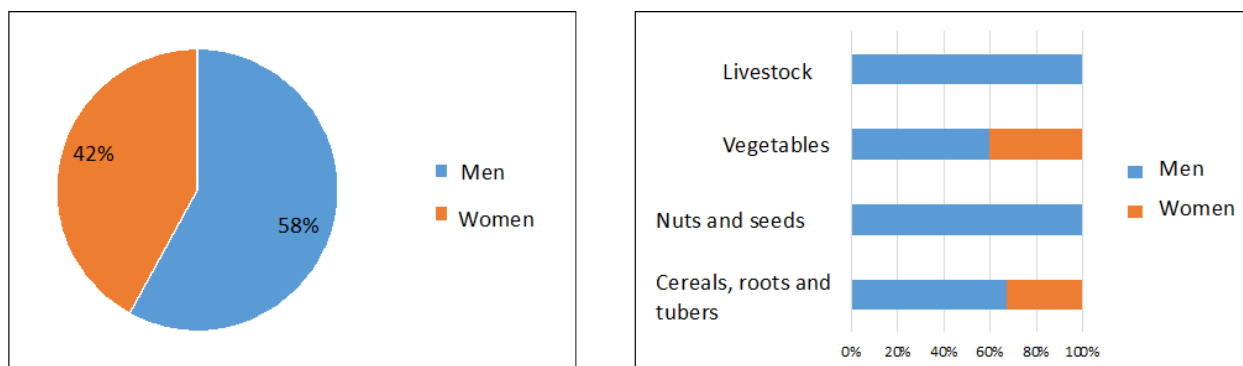 42%
58%
Men
Women
Livestock
Vegetables
Nuts and seeds
Cereals, roots and
tubers
0% 20% 40% 60% 80% 100%
Men
Women